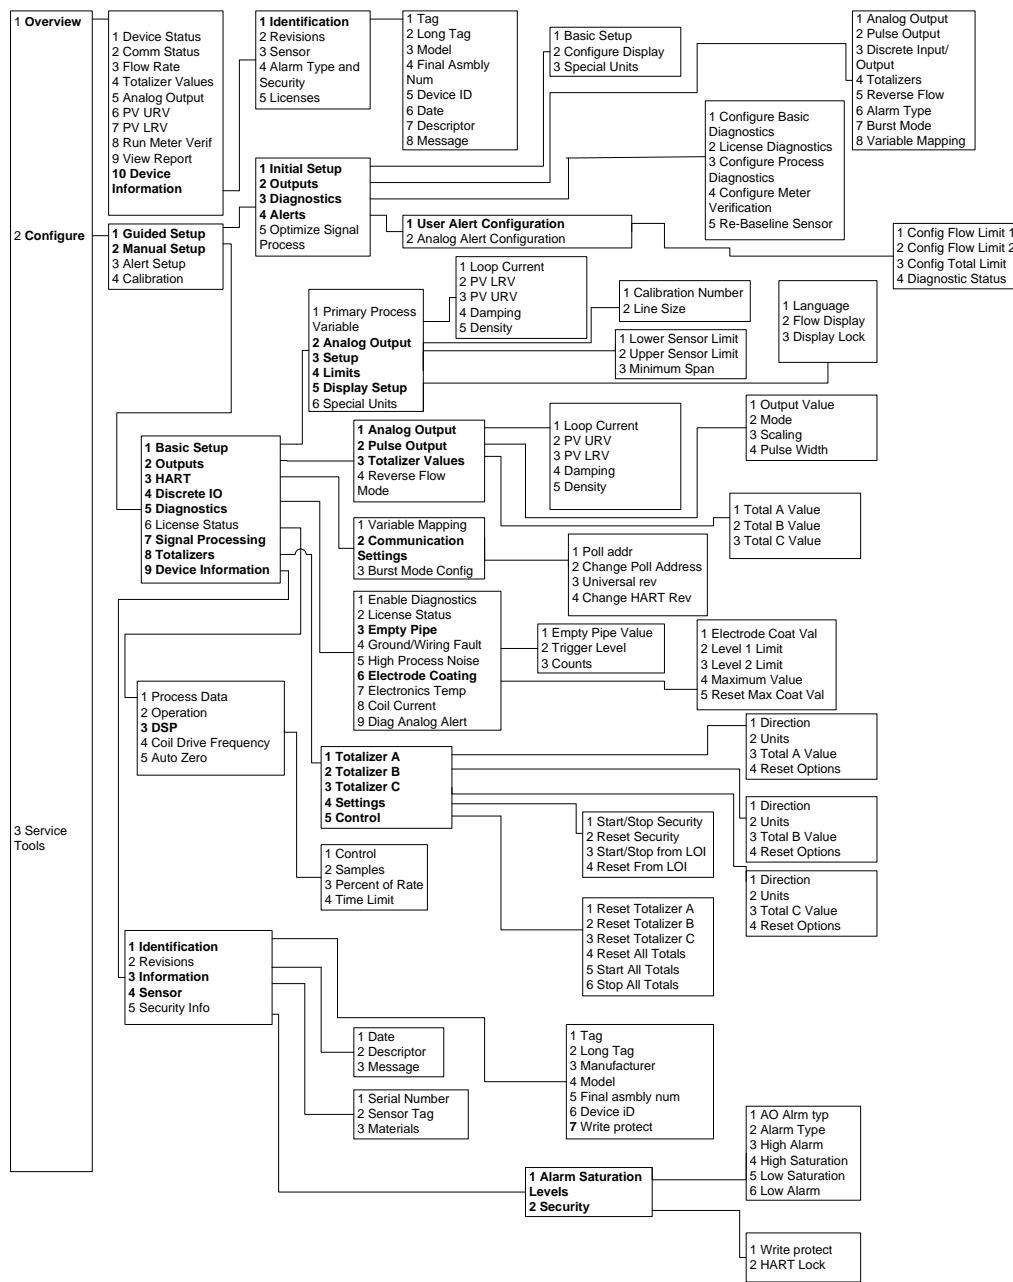 1 Overview
1 Device Status
2 Comm Status
3 Flow Rate
4 Totalizer Values
5 Analog Output
6 PV URV
7 PV LRV
8 Run Meter Verif
9 View Report
10 Device
Information
1 Identification
2 Revisions
3 Sensor
4 Alarm Type and
Security
5 Licenses
1 Tag
2 Long Tag
3 Model
4 Final Asmbly
Num
5 Device ID
6 Date
7 Descriptor
8 Message
1 Basic Setup
2 Configure Display
3 Special Units
1 Analog Output
2 Pulse Output
3 Discrete Input/
Output
4 Totalizers
5 Reverse Flow
6 Alarm Type
7 Burst Mode
8 Variable Mapping
1 Configure Basic
Diagnostics
2 License Diagnostics
3 Configure Process
Diagnostics
4 Configure Meter
Verification
5 Re-Baseline Sensor
1 Initial Setup
2 Outputs
3 Diagnostics
4 Alerts
5 Optimize Signal
Process
2 Configure
1 Guided Setup
2 Manual Setup
3 Alert Setup
4 Calibration
1 User Alert Configuration
2 Analog Alert Configuration
1 Config Flow Limit 1
2 Config Flow Limit 2
3 Config Total Limit
4 Diagnostic Status
1 Loop Current
2 PV LRV
3 PV URV
4 Damping
5 Density
1 Calibration Number
2 Line Size
1 Language
2 Flow Display
3 Display Lock
1 Primary Process
Variable
2 Analog Output
3 Setup
4 Limits
5 Display Setup
6 Special Units
1 Lower Sensor Limit
2 Upper Sensor Limit
3 Minimum Span
1 Basic Setup
2 Outputs
3 HART
4 Discrete IO
5 Diagnostics
6 License Status
7 Signal Processing
8 Totalizers
9 Device Information
1 Analog Output
2 Pulse Output
3 Totalizer Values
4 Reverse Flow
Mode
1 Loop Current
2 PV URV
3 PV LRV
4 Damping
5 Density
1 Output Value
2 Mode
3 Scaling
4 Pulse Width
1 Total A Value
2 Total B Value
3 Total C Value
1 Variable Mapping
2 Communication
Settings
3 Burst Mode Config
1 Poll addr
2 Change Poll Address
3 Universal rev
4 Change HART Rev
1 Enable Diagnostics
2 License Status
3 Empty Pipe
4 Ground/Wiring Fault
5 High Process Noise
6 Electrode Coating
7 Electronics Temp
8 Coil Current
9 Diag Analog Alert
1 Empty Pipe Value
2 Trigger Level
3 Counts
1 Electrode Coat Val
2 Level 1 Limit
3 Level 2 Limit
4 Maximum Value
5 Reset Max Coat Val
1 Process Data
2 Operation
3 DSP
4 Coil Drive Frequency
5 Auto Zero
1 Totalizer A
2 Totalizer B
3 Totalizer C
4 Settings
5 Control
1 Direction
2 Units
3 Total A Value
4 Reset Options
1 Direction
2 Units
3 Total B Value
4 Reset Options
1 Direction
2 Units
3 Total C Value
4 Reset Options
3 Service
Tools
1 Start/Stop Security
2 Reset Security
3 Start/Stop from LOI
4 Reset From LOI
1 Control
2 Samples
3 Percent of Rate
4 Time Limit
1 Reset Totalizer A
2 Reset Totalizer B
3 Reset Totalizer C
4 Reset All Totals
5 Start All Totals
6 Stop All Totals
1 Identification
2 Revisions
3 Information
4 Sensor
5 Security Info
1 Date
2 Descriptor
3 Message
1 Serial Number
2 Sensor Tag
3 Materials
1 Tag
2 Long Tag
3 Manufacturer
4 Model
5 Final asmbly num
6 Device iD
7 Write protect
1 AO Alrm typ
2 Alarm Type
3 High Alarm
4 High Saturation
5 Low Saturation
6 Low Alarm
1 Alarm Saturation
Levels
2 Security
1 Write protect
2 HART Lock